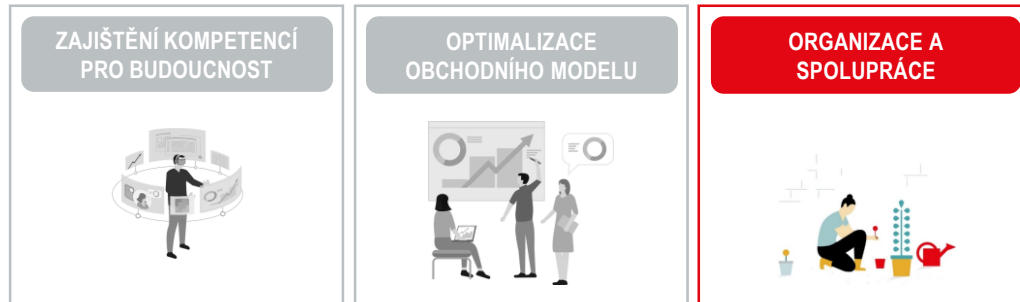 ZAJIŠTĚNÍ KOMPETENCÍ
PRO BUDOUCNOST
OPTIMALIZACE
OBCHODNÍHO MODELU
ORGANIZACE A
SPOLUPRÁCE